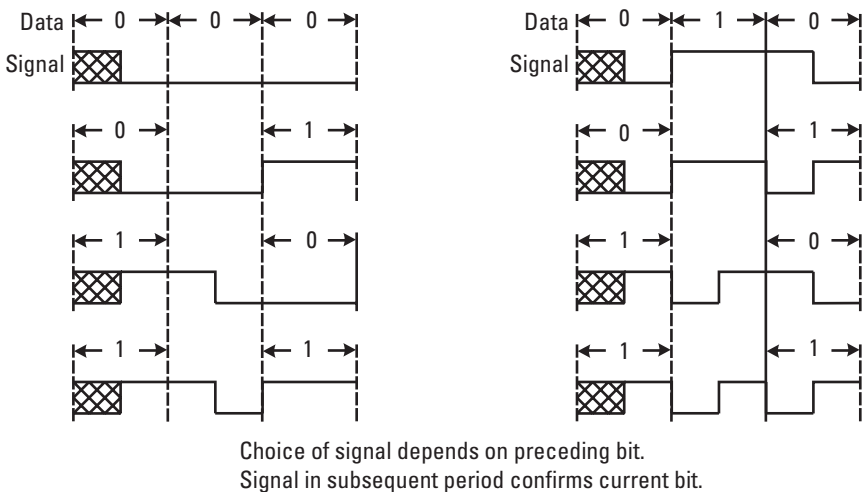 Data 0 0 0
Signal
0 1
1 0
1 1
Data 0 1 0
Signal
0 1
1 0
1 1
Choice of signal depends on preceding bit.
Signal in subsequent period confirms current bit.